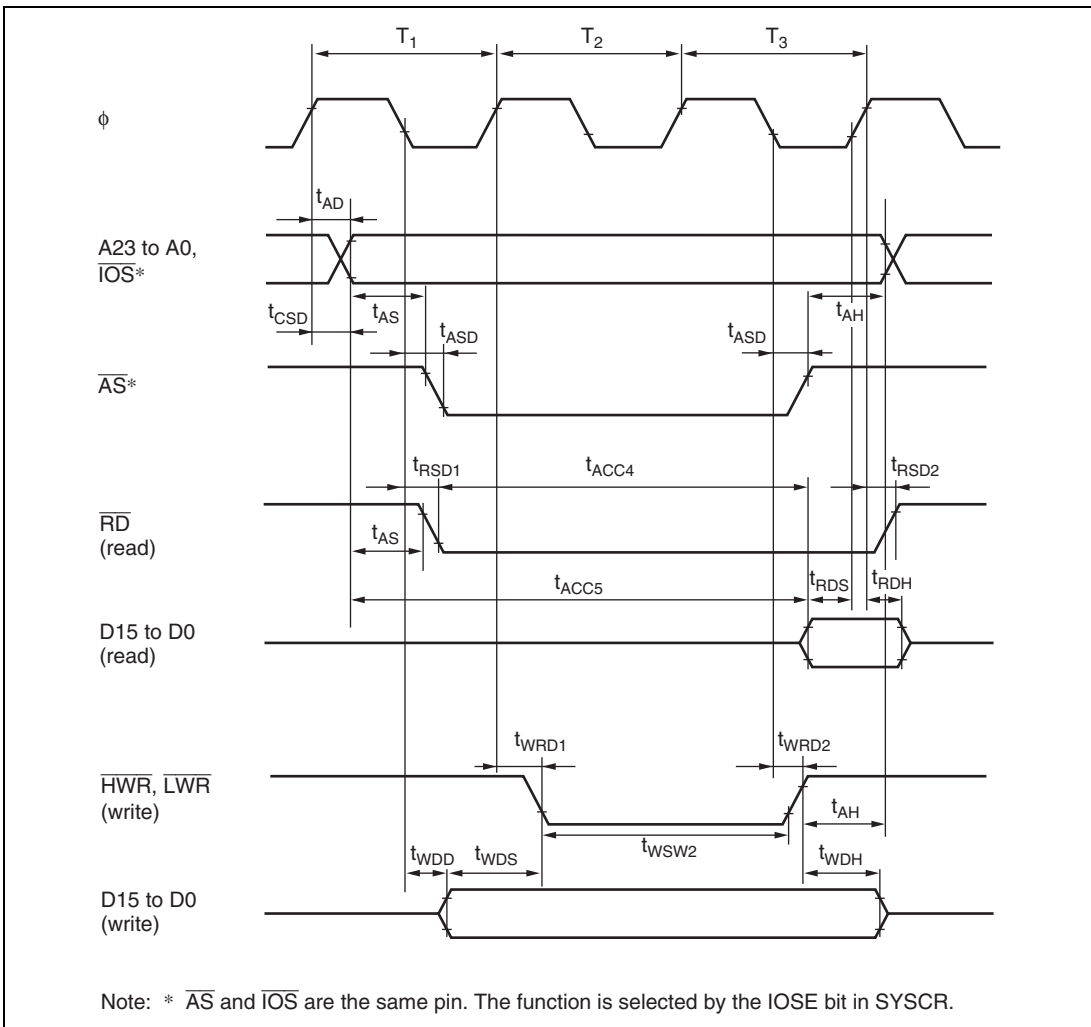 T1 T2 T3
ϕ
tAD
A23 to A0,
IOS*
tCSD tAS tAH
tASD tASD
AS*
tRSD1 tACC4 tRSD2
RD
(read)
tAS
tACC5 tRDS tRDH
D15 to D0
(read)
tWRD1 tWRD2
HWR, LWR
(write)
tAH
tWSW2
tWDD tWDS tWDH
D15 to D0
(write)
Note: * AS and IOS are the same pin. The function is selected by the IOSE bit in SYSCR.